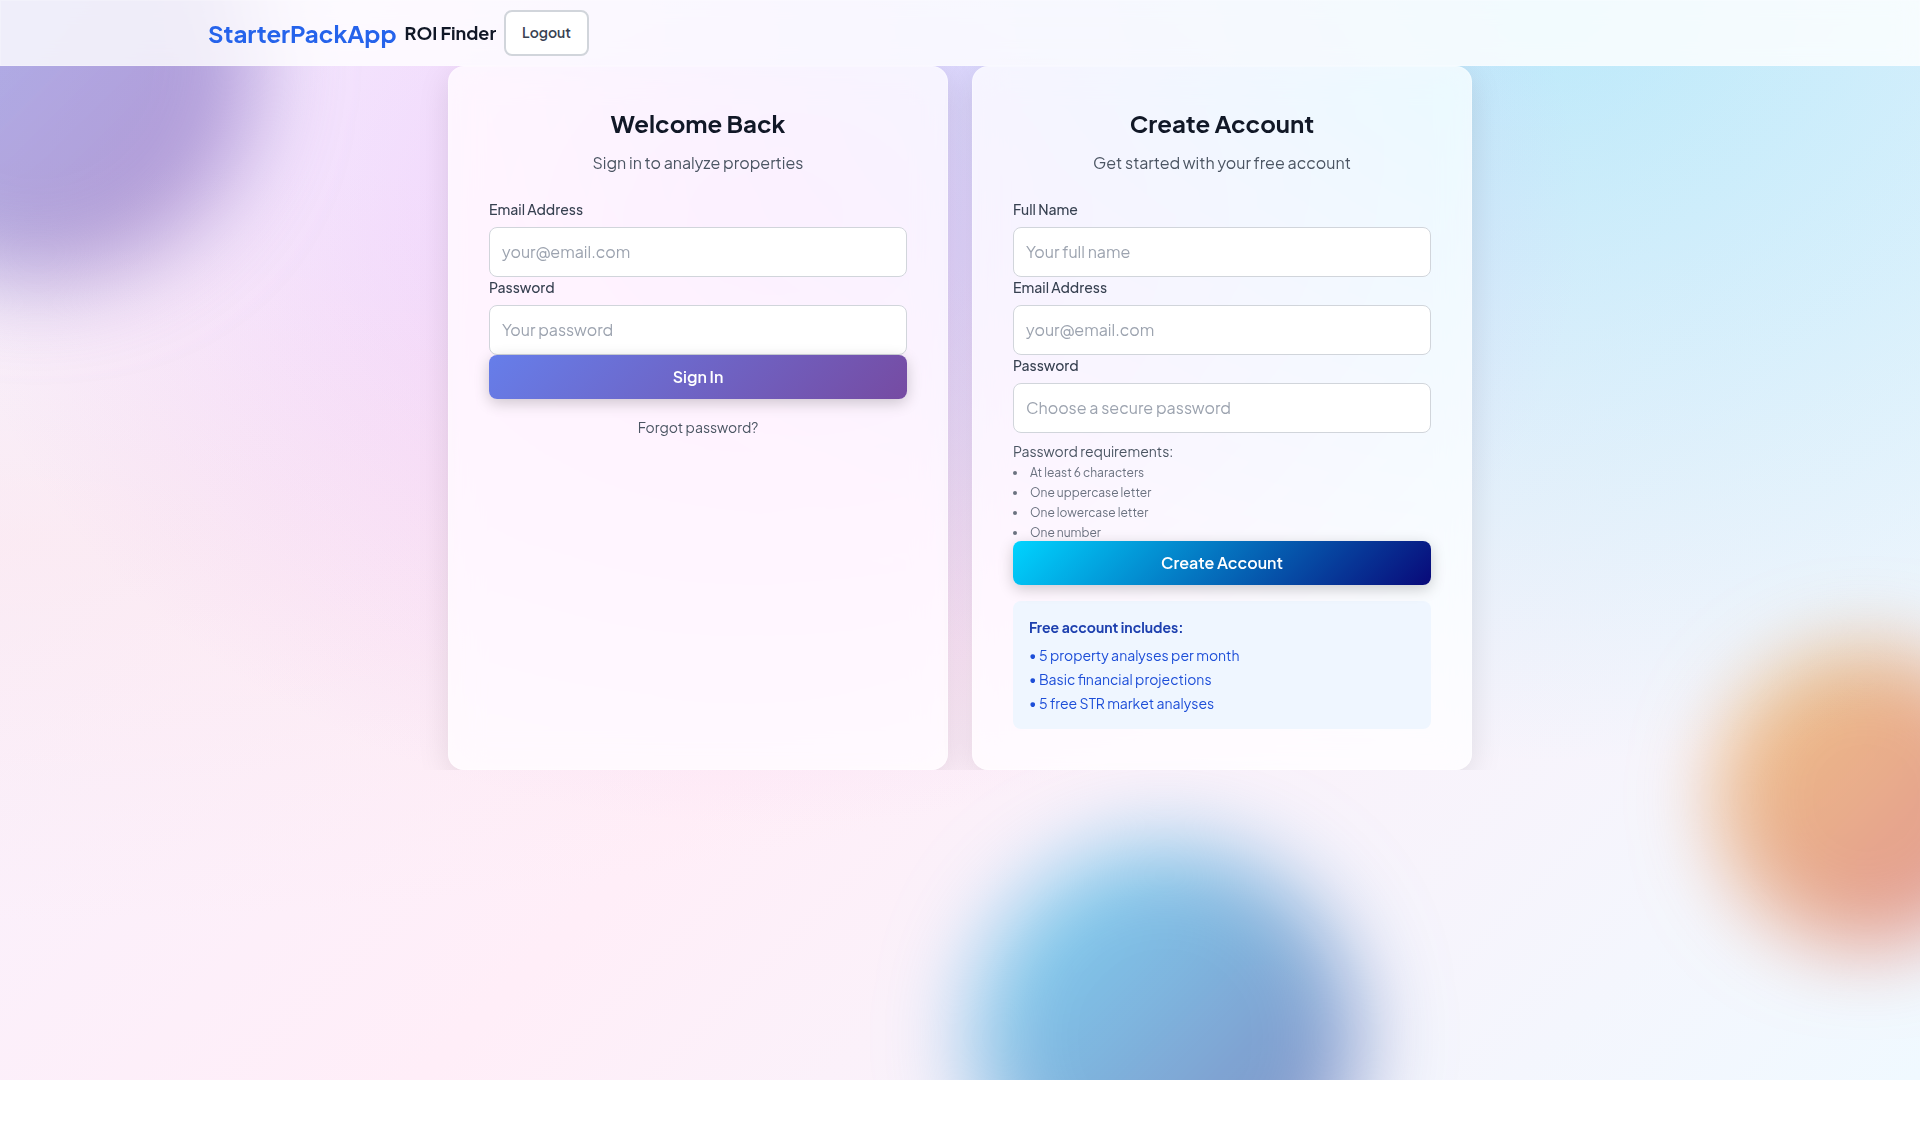 StarterPackApp ROI Finder Logout
Welcome Back
Sign in to analyze properties
Email Address
your@email.com
Password
Your password
Sign In
Forgot password?
Create Account
Get started with your free account
Full Name
Your full name
Email Address
your@email.com
Password
Choose a secure password
Password requirements:
• At least 6 characters
• One uppercase letter
• One lowercase letter
• One number
Create Account
Free account includes:
• 5 property analyses per month
• Basic financial projections
• 5 free STR market analyses